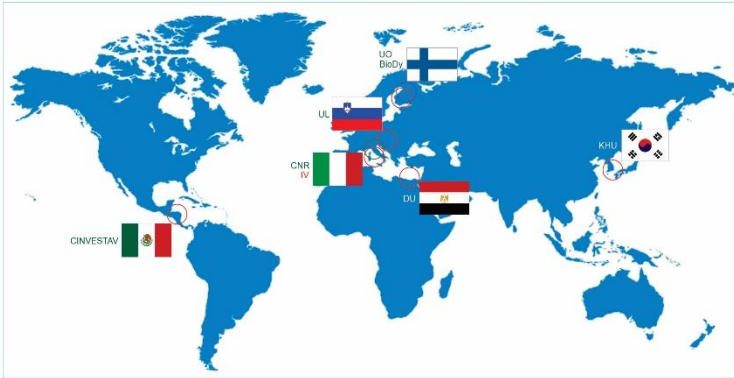 UO
BioDy
UL
KHU
CNR
IV
DU
CINVESTAV